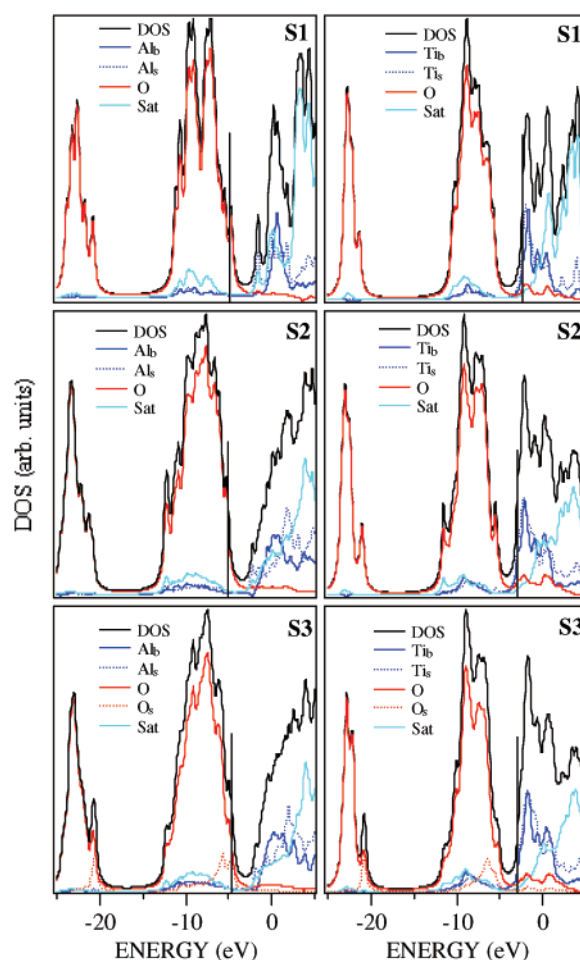 S1
DOS
Alb
Als
O
Sat
S1
DOS
Tib
Tis
O
Sat
S2
DOS
Alb
Als
O
Sat
S2
DOS
Tib
Tis
O
Sat
S3
DOS
Alb
Als
O
Os
Sat
S3
DOS
Tib
Tis
O
Os
Sat
DOS (arb. units)
-20 -10 0
-20 -10 0
ENERGY (eV)
ENERGY (eV)